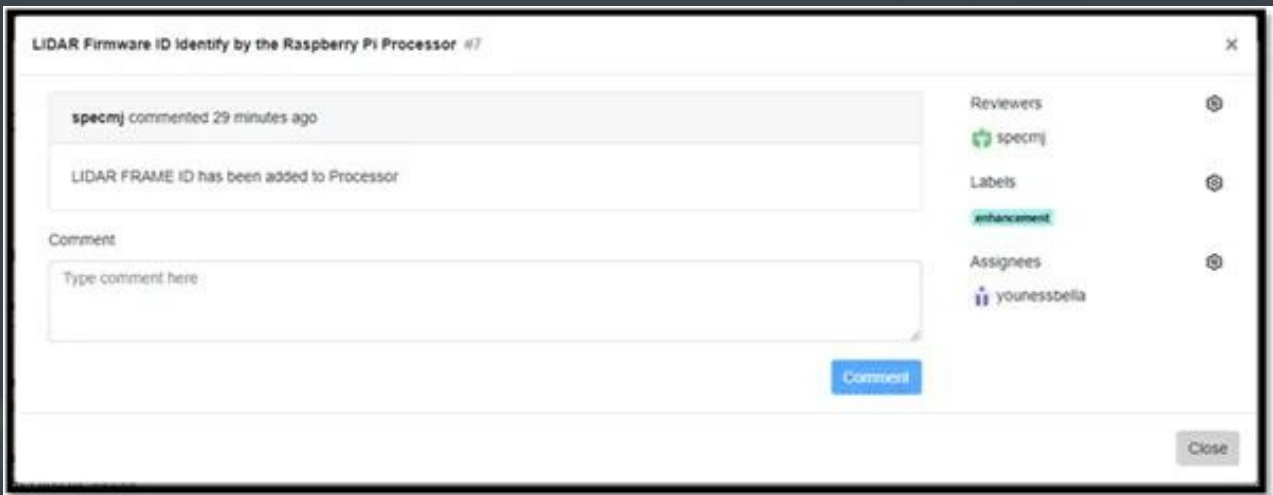 LIDAR Firmware ID Identify by the Raspberry Pi Processor #7
specmj commented 29 minutes ago
LIDAR FRAME ID has been added to Processor
Comment
Type comment here
Comment
Reviewers
specmj
Labels
enhancement
Assignees
younessbella
Close